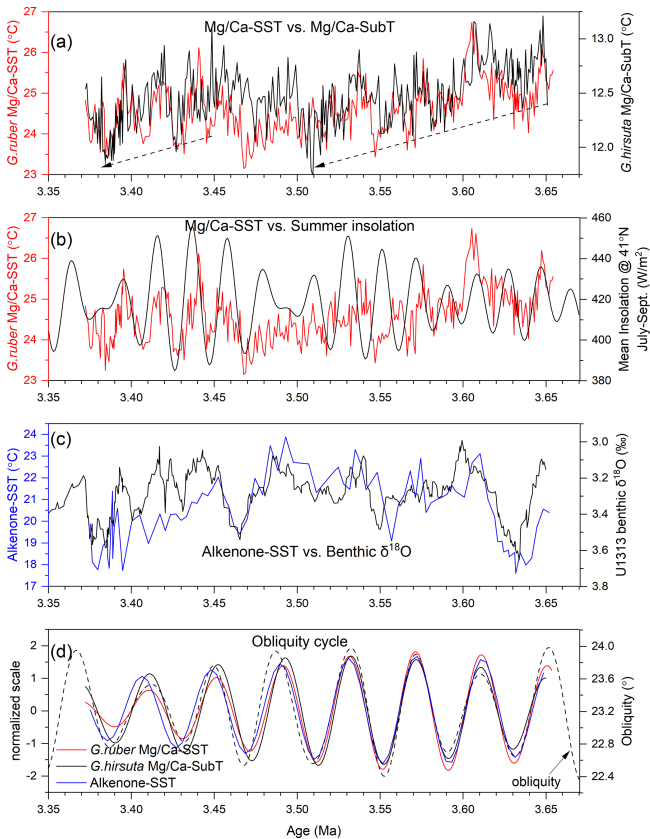 Mg/Ca-SST vs. Mg/Ca-SubT
(a)
G.ruber Mg/Ca-SST (°C)
27
26
25
24
23
13.0
12.5
12.0
G.hirsuta Mg/Ca-SubT (°C)
3.35 3.40 3.45 3.50 3.55 3.60 3.65
Mg/Ca-SST vs. Summer insolation
(b)
G.ruber Mg/Ca-SST (°C)
27
26
25
24
23
460
440
420
400
380
Mean Insolation @ 41°N
July-Sept. (W/m²)
3.35 3.40 3.45 3.50 3.55 3.60 3.65
(c)
Alkenone-SST (°C)
24
23
22
21
20
19
18
17
3.0
3.2
3.4
3.6
3.8
U1313 benthic δ¹⁸O (‰)
Alkenone-SST vs. Benthic δ¹⁸O
3.35 3.40 3.45 3.50 3.55 3.60 3.65
(d)
Obliquity cycle
normalized scale
2
1
0
-1
-2
24.0
23.6
23.2
22.8
22.4
Obliquity (°)
G.ruber Mg/Ca-SST
G.hirsuta Mg/Ca-SubT
Alkenone-SST
obliquity
3.35 3.40 3.45 3.50 3.55 3.60 3.65
Age (Ma)